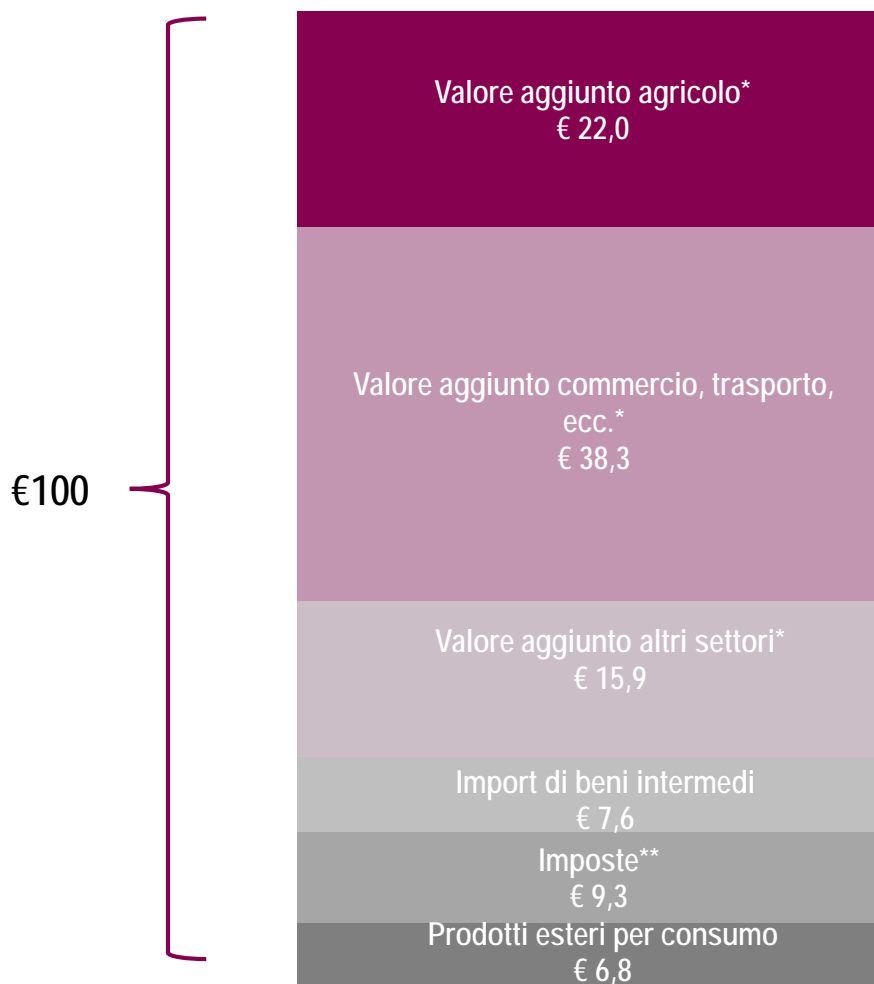 Valore aggiunto agricolo*
€ 22,0
Valore aggiunto commercio, trasporto,
ecc.*
€ 38,3
€100
Valore aggiunto altri settori*
€ 15,9
Import di beni intermedi
€ 7,6
Imposte**
€ 9,3
Prodotti esteri per consumo
€ 6,8